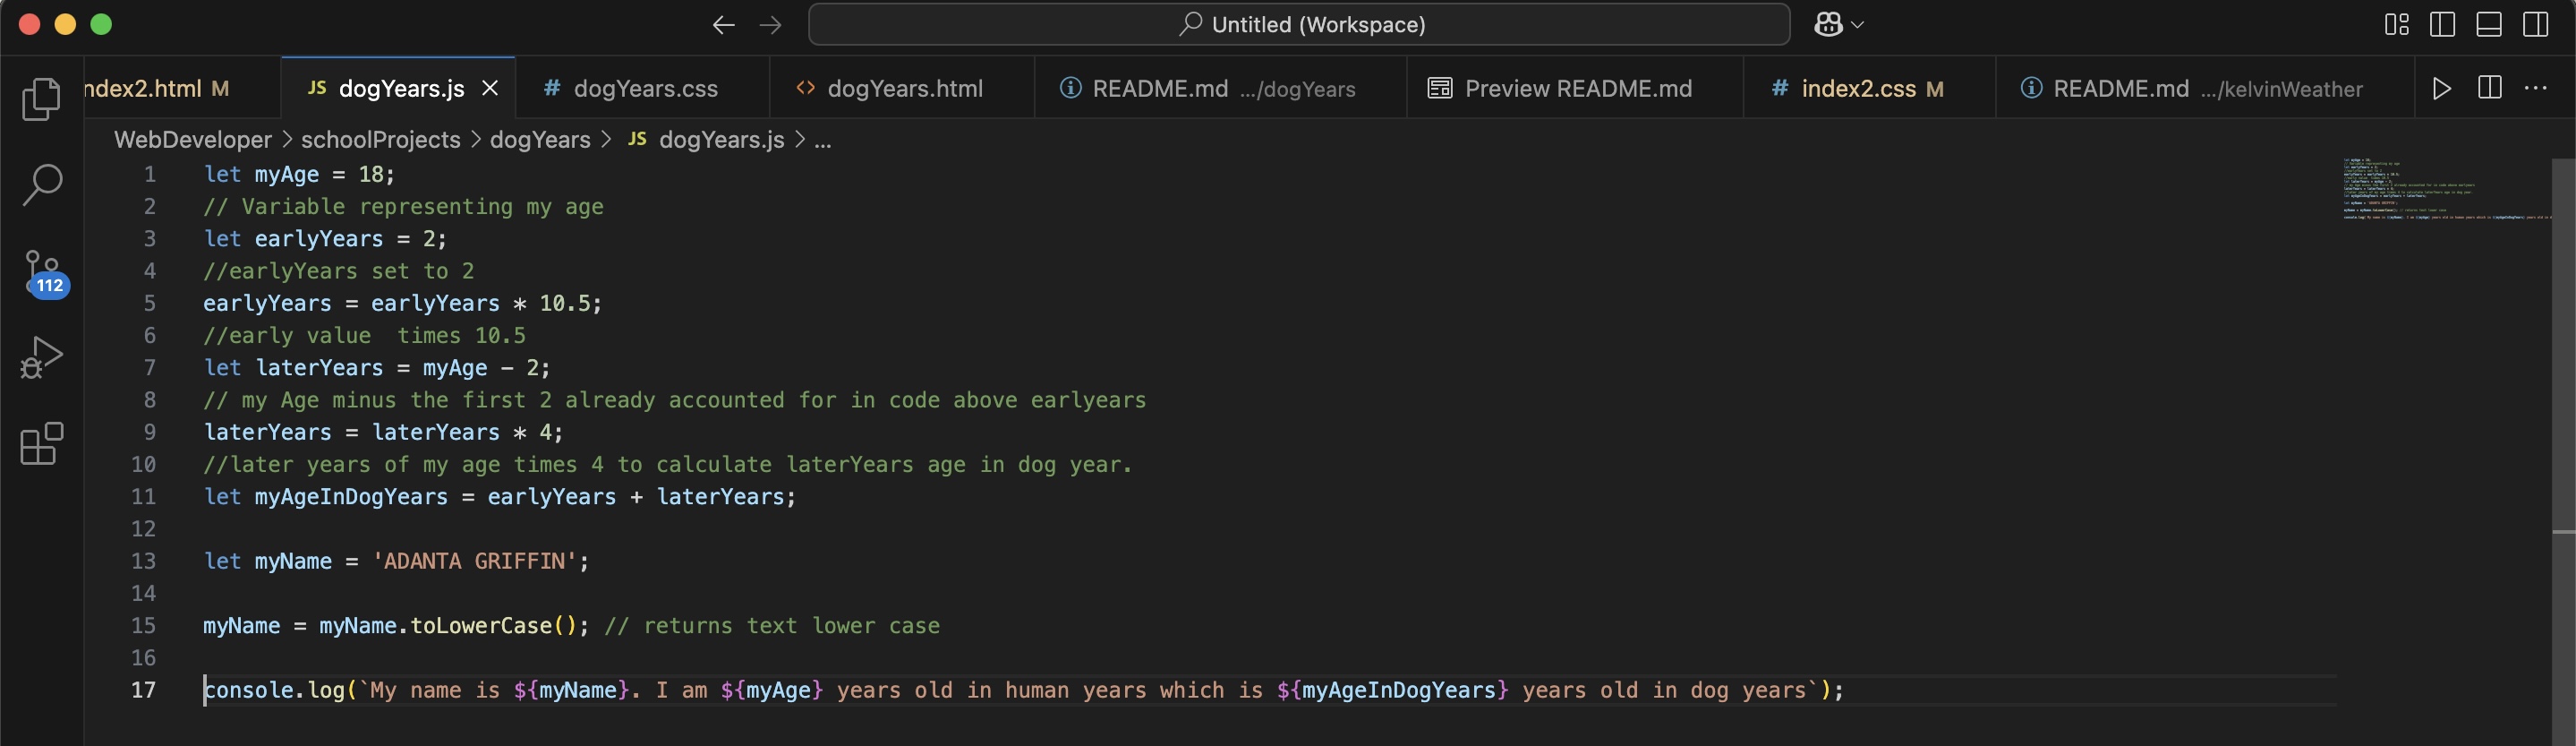 Untitled (Workspace)
ndex2.html M
JS dogYears.js
# dogYears.css
<> dogYears.html
README.md .../dogYears
Preview README.md
# index2.css M
README.md .../kelvinWeather
WebDeveloper > schoolProjects > dogYears > JS dogYears.js > ...
112
1 let myAge = 18;
2 // Variable representing my age
3 let earlyYears = 2;
4 //earlyYears set to 2
5 earlyYears = earlyYears * 10.5;
6 //early value  times 10.5
7 let laterYears = myAge - 2;
8 // my Age minus the first 2 already accounted for in code above earlyears
9 laterYears = laterYears * 4;
10 //later years of my age times 4 to calculate laterYears age in dog year.
11 let myAgeInDogYears = earlyYears + laterYears;
12
13 let myName = 'ADANTA GRIFFIN';
14
15 myName = myName.toLowerCase(); // returns text lower case
16
17 console.log(`My name is ${myName}. I am ${myAge} years old in human years which is ${myAgeInDogYears} years old in dog years`);